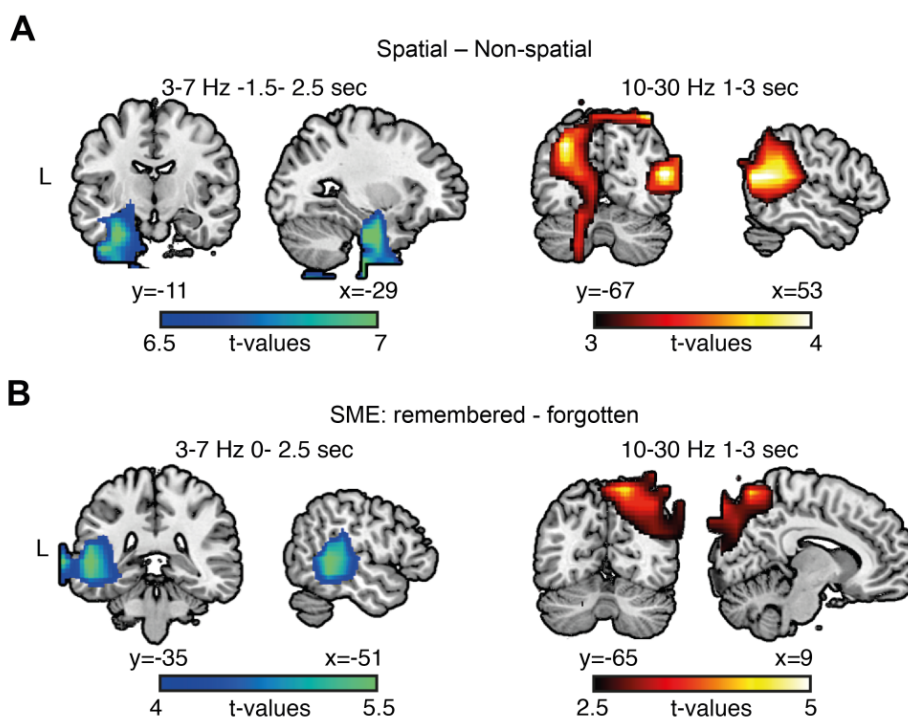 A
Spatial – Non-spatial
3-7 Hz -1.5- 2.5 sec 10-30 Hz 1-3 sec
L
y=-11 x=-29 y=-67 x=53
6.5 t-values 7 3 t-values 4
B
SME: remembered - forgotten
3-7 Hz 0- 2.5 sec 10-30 Hz 1-3 sec
L
y=-35 x=-51 y=-65 x=9
4 t-values 5.5 2.5 t-values 5